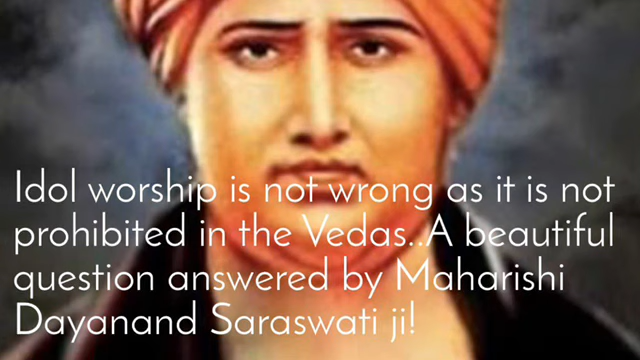 Idol worship is not wrong as it is not
prohibited in the Vedas..A beautiful
question answered by Maharishi
Dayanand Saraswati ji!